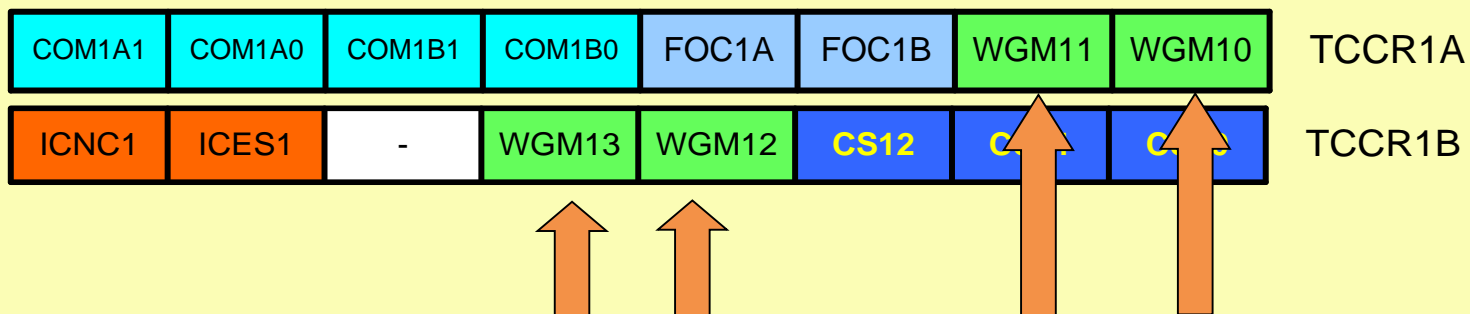 COM1A1 COM1A0 COM1B1 COM1B0 FOC1A FOC1B WGM11 WGM10 TCCR1A
ICNC1 ICES1 - WGM13 WGM12 CS12 TCCR1B